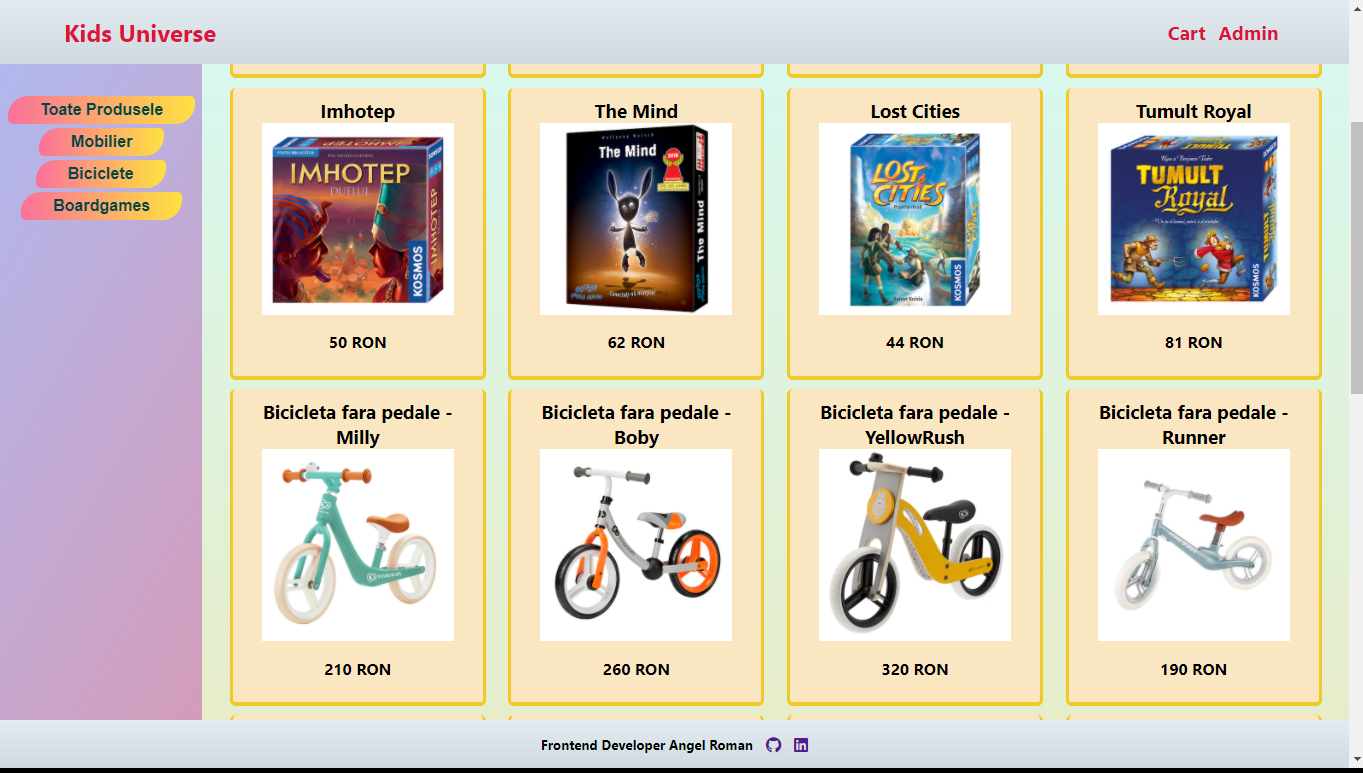 Kids Universe
Cart Admin
Toate Produsele
Mobilier
Biciclete
Boardgames
Imhotep
The Mind
Lost Cities
Tumult Royal
IMHOTEP
DUELUL
KOSMOS
IMHOTEP
The Mind
The Mind
LOST CITIES
KOSMOS
TUMULT
Royal
KOSMOS
50 RON
62 RON
44 RON
81 RON
Bicicleta fara pedale -
Milly
Bicicleta fara pedale -
Boby
Bicicleta fara pedale -
YellowRush
Bicicleta fara pedale -
Runner
210 RON
260 RON
320 RON
190 RON
Frontend Developer Angel Roman